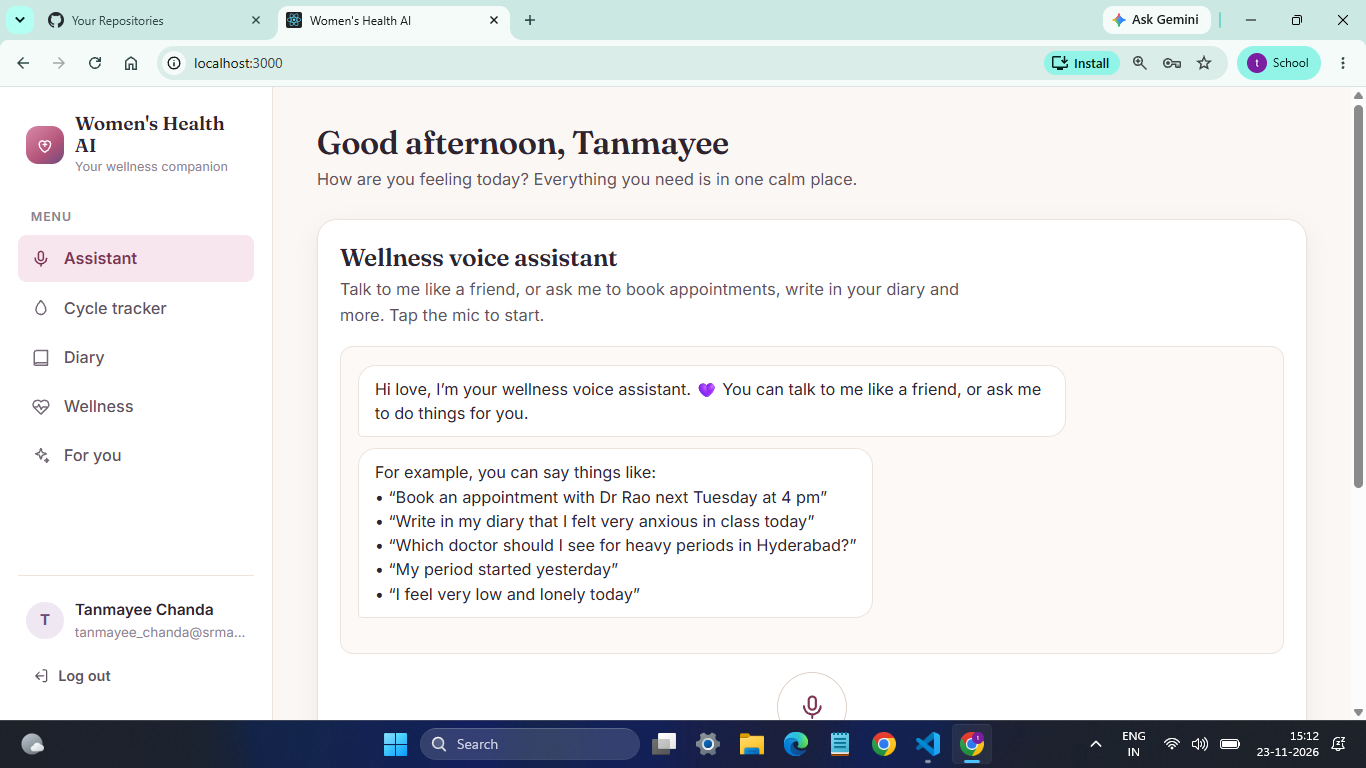 Your Repositories
Women's Health AI
Ask Gemini
localhost:3000
Install
t
School
Women's Health
AI
Your wellness companion
MENU
Assistant
Cycle tracker
Diary
Wellness
For you
T
Tanmayee Chanda
tanmayee_chanda@srma...
Log out
Good afternoon, Tanmayee
How are you feeling today? Everything you need is in one calm place.
Wellness voice assistant
Talk to me like a friend, or ask me to book appointments, write in your diary and
more. Tap the mic to start.
Hi love, I’m your wellness voice assistant. 💜 You can talk to me like a friend, or ask me
to do things for you.
For example, you can say things like:
• “Book an appointment with Dr Rao next Tuesday at 4 pm”
• “Write in my diary that I felt very anxious in class today”
• “Which doctor should I see for heavy periods in Hyderabad?”
• “My period started yesterday”
• “I feel very low and lonely today”
Search
ENG
IN
15:12
23-11-2026